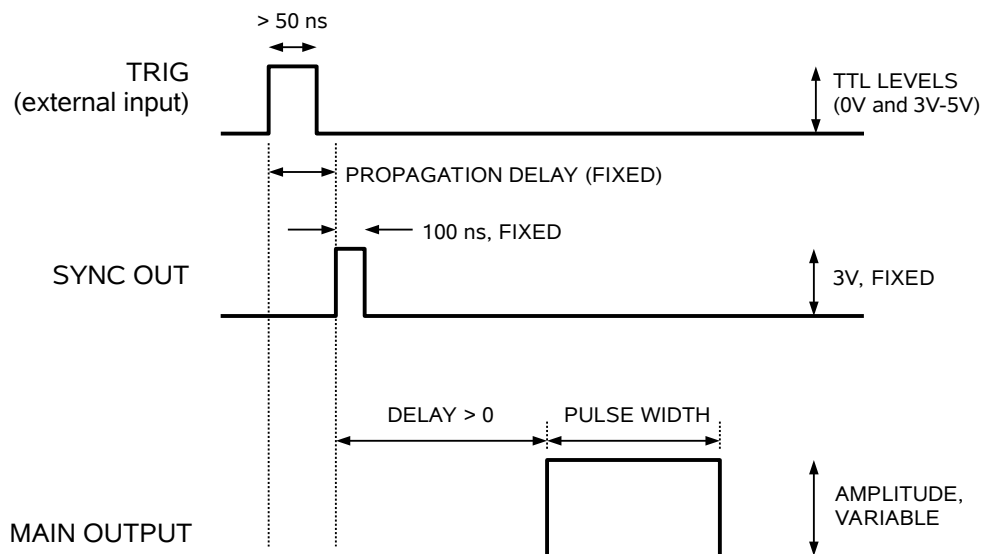 > 50 ns
TRIG
(external input)
TTL LEVELS
(0V and 3V-5V)
PROPAGATION DELAY (FIXED)
100 ns, FIXED
SYNC OUT
3V, FIXED
DELAY > 0
PULSE WIDTH
AMPLITUDE,
VARIABLE
MAIN OUTPUT